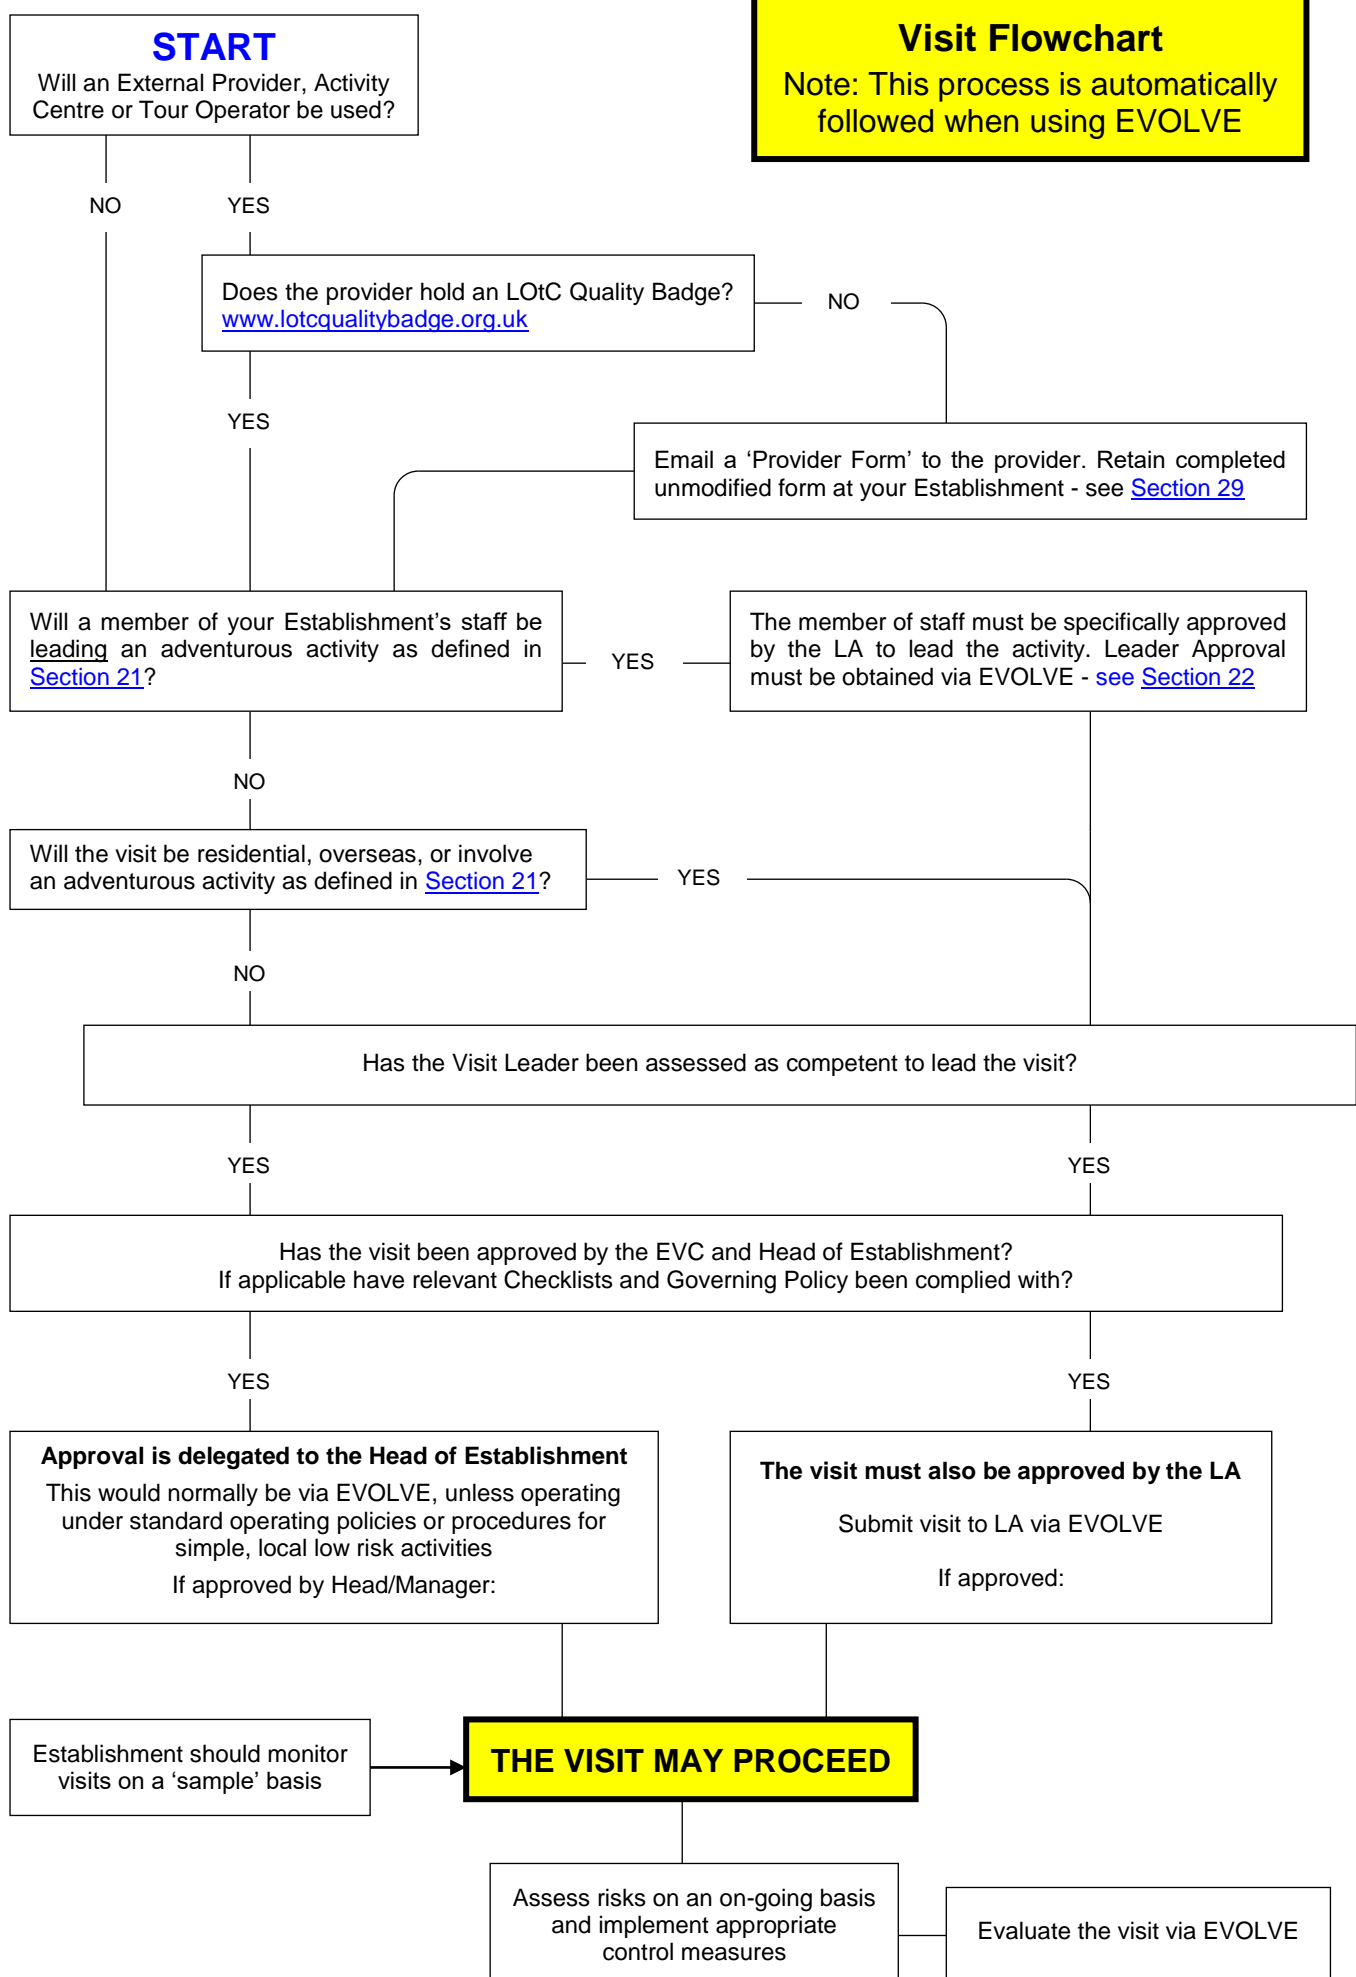 START
Will an External Provider, Activity
Centre or Tour Operator be used?
Visit Flowchart
Note: This process is automatically
followed when using EVOLVE
NO
YES
Does the provider hold an LOtC Quality Badge?
www.lotcqualitybadge.org.uk
NO
YES
Email a ‘Provider Form’ to the provider. Retain completed
unmodified form at your Establishment - see Section 29
Will a member of your Establishment’s staff be
leading an adventurous activity as defined in
Section 21?
YES
The member of staff must be specifically approved
by the LA to lead the activity. Leader Approval
must be obtained via EVOLVE - see Section 22
NO
Will the visit be residential, overseas, or involve
an adventurous activity as defined in Section 21?
YES
NO
Has the Visit Leader been assessed as competent to lead the visit?
YES
YES
Has the visit been approved by the EVC and Head of Establishment?
If applicable have relevant Checklists and Governing Policy been complied with?
YES
YES
Approval is delegated to the Head of Establishment
This would normally be via EVOLVE, unless operating
under standard operating policies or procedures for
simple, local low risk activities
If approved by Head/Manager:
The visit must also be approved by the LA
Submit visit to LA via EVOLVE
If approved:
Establishment should monitor
visits on a ‘sample’ basis
THE VISIT MAY PROCEED
Assess risks on an on-going basis
and implement appropriate
control measures
Evaluate the visit via EVOLVE